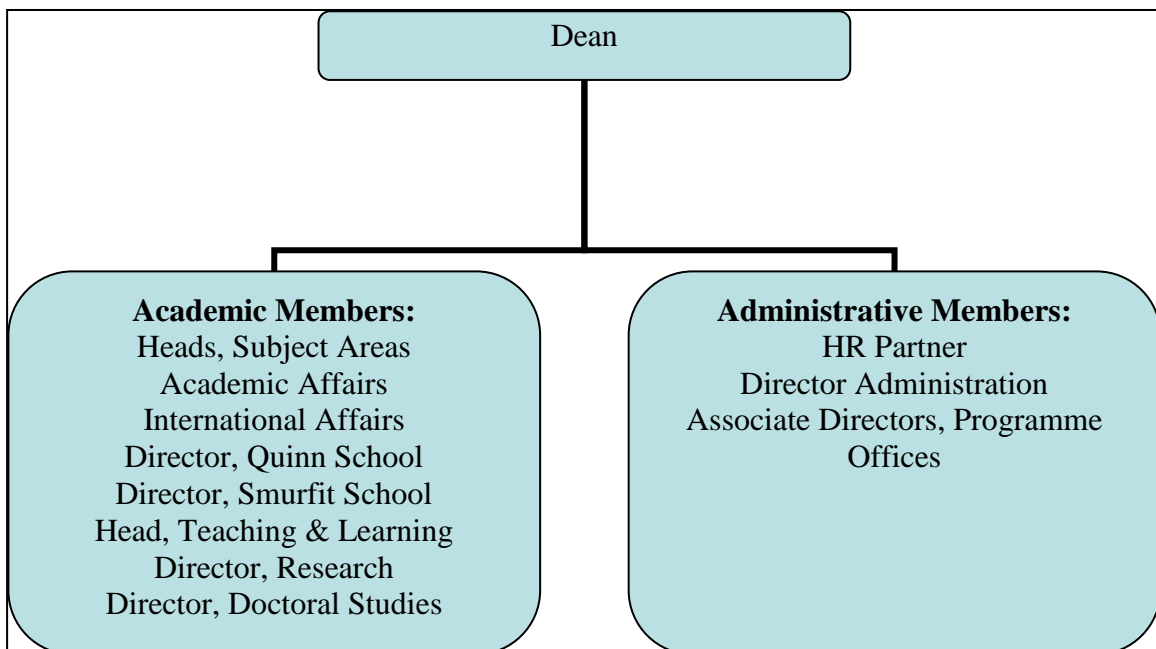 Dean
Academic Members:
Heads, Subject Areas
Academic Affairs
International Affairs
Director, Quinn School
Director, Smurfit School
Head, Teaching & Learning
Director, Research
Director, Doctoral Studies
Administrative Members:
HR Partner
Director Administration
Associate Directors, Programme
Offices